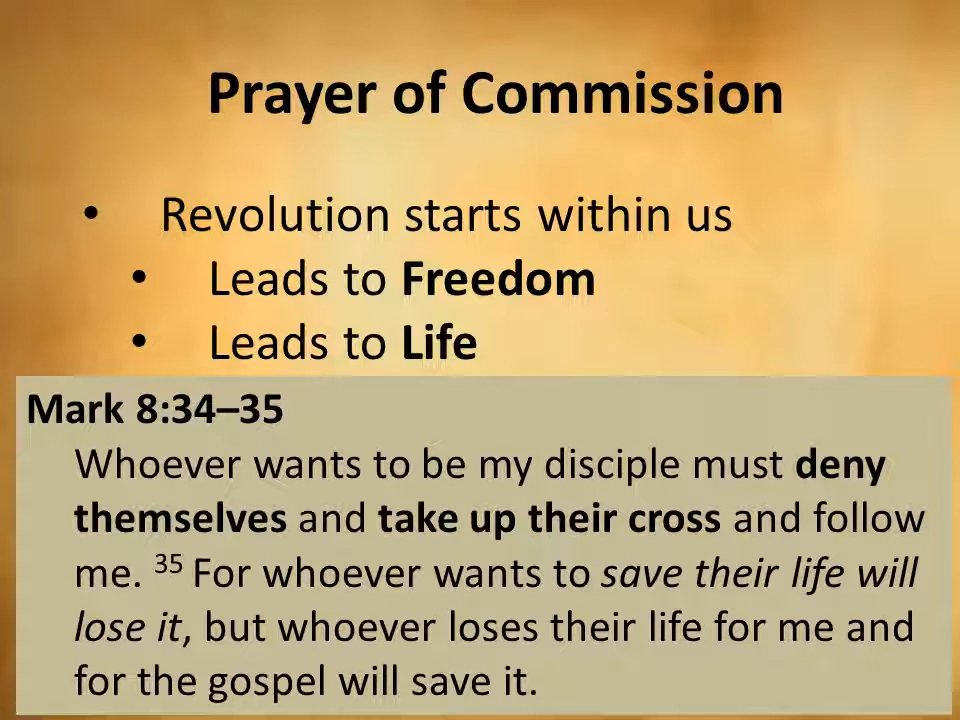 Prayer of Commission
• Revolution starts within us
• Leads to Freedom
• Leads to Life
Mark 8:34–35
Whoever wants to be my disciple must deny
themselves and take up their cross and follow
me. 35 For whoever wants to save their life will
lose it, but whoever loses their life for me and
for the gospel will save it.